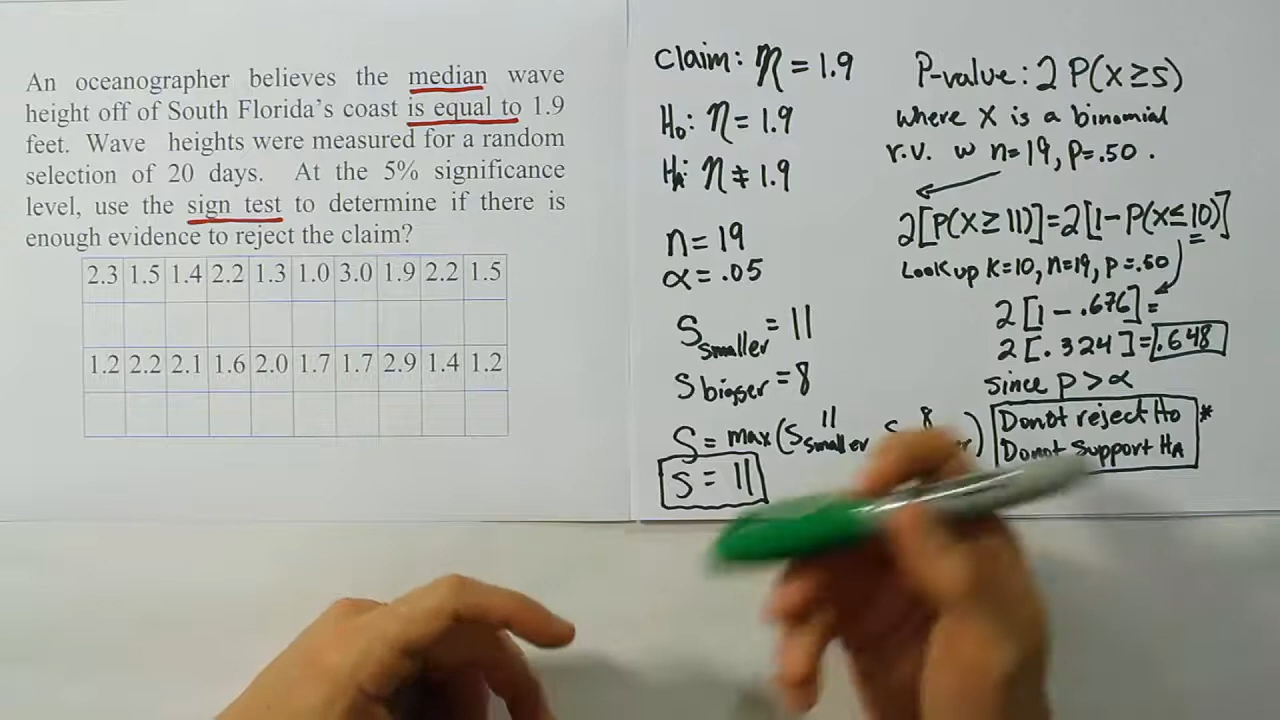 An oceanographer believes the median wave
height off of South Florida's coast is equal to 1.9
feet. Wave heights were measured for a random
selection of 20 days. At the 5% significance
level, use the sign test to determine if there is
enough evidence to reject the claim?
2.3 1.5 1.4 2.2 1.3 1.0 3.0 1.9 2.2 1.5
1.2 2.2 2.1 1.6 2.0 1.7 1.7 2.9 1.4 1.2
Claim: η = 1.9
H₀: η = 1.9
Hₐ: η ≠ 1.9
n = 19
α = .05
S smaller = 11
S bigger = 8
11 8
S = max(S smaller
S = 11
P-value: 2 P(X ≥ S)
where X is a binomial
r.v. w n=19, p=.50.
2[P(X ≥ 11)] = 2[1 - P(X ≤ 10)]
Look up K=10, n=19, p=.50
2[1 - .676] =
2[.324] = .648
since p > α
Do not reject H₀ *
Do not Support Hₐ